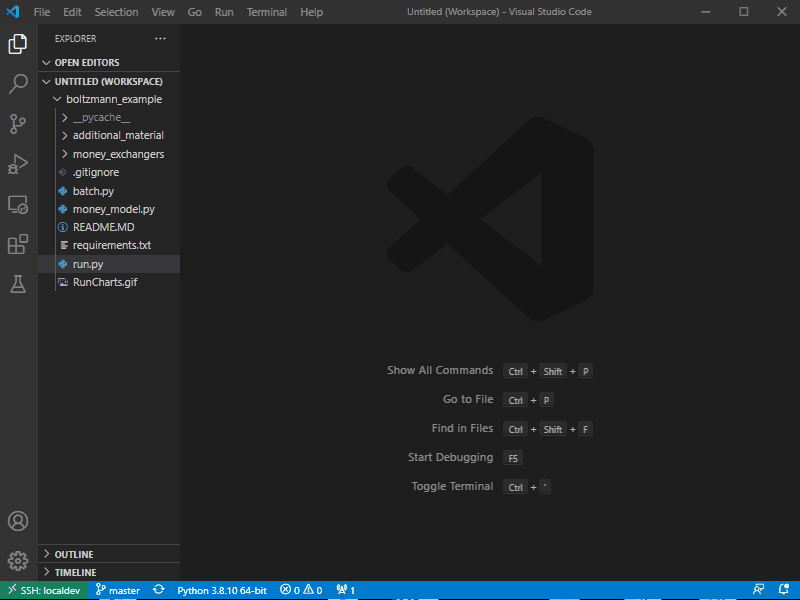 File Edit Selection View Go Run Terminal Help Untitled (Workspace) - Visual Studio Code
EXPLORER ...
OPEN EDITORS
UNTITLED (WORKSPACE)
boltzmann_example
__pycache__
additional_material
money_exchangers
.gitignore
batch.py
money_model.py
README.MD
requirements.txt
run.py
RunCharts.gif
Show All Commands Ctrl + Shift + P
Go to File Ctrl + P
Find in Files Ctrl + Shift + F
Start Debugging F5
Toggle Terminal Ctrl + `
OUTLINE
TIMELINE
SSH: localdev master Python 3.8.10 64-bit 0 0 1